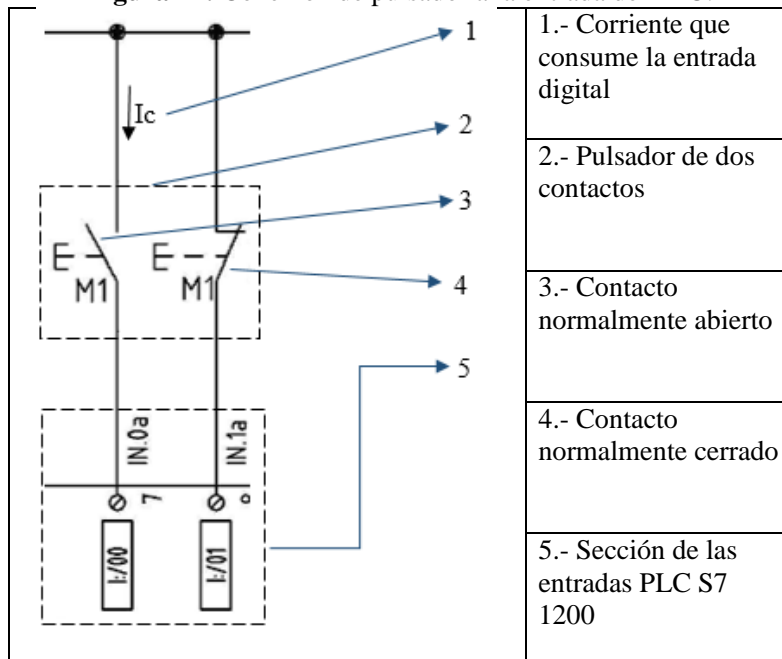 1
1.- Corriente que
consume la entrada
digital
Ic
2
2.- Pulsador de dos
contactos
3
M1
M1
4
3.- Contacto
normalmente abierto
5
4.- Contacto
normalmente cerrado
IN.0a
IN.1a
7
I:/00
I:/01
5.- Sección de las
entradas PLC S7
1200